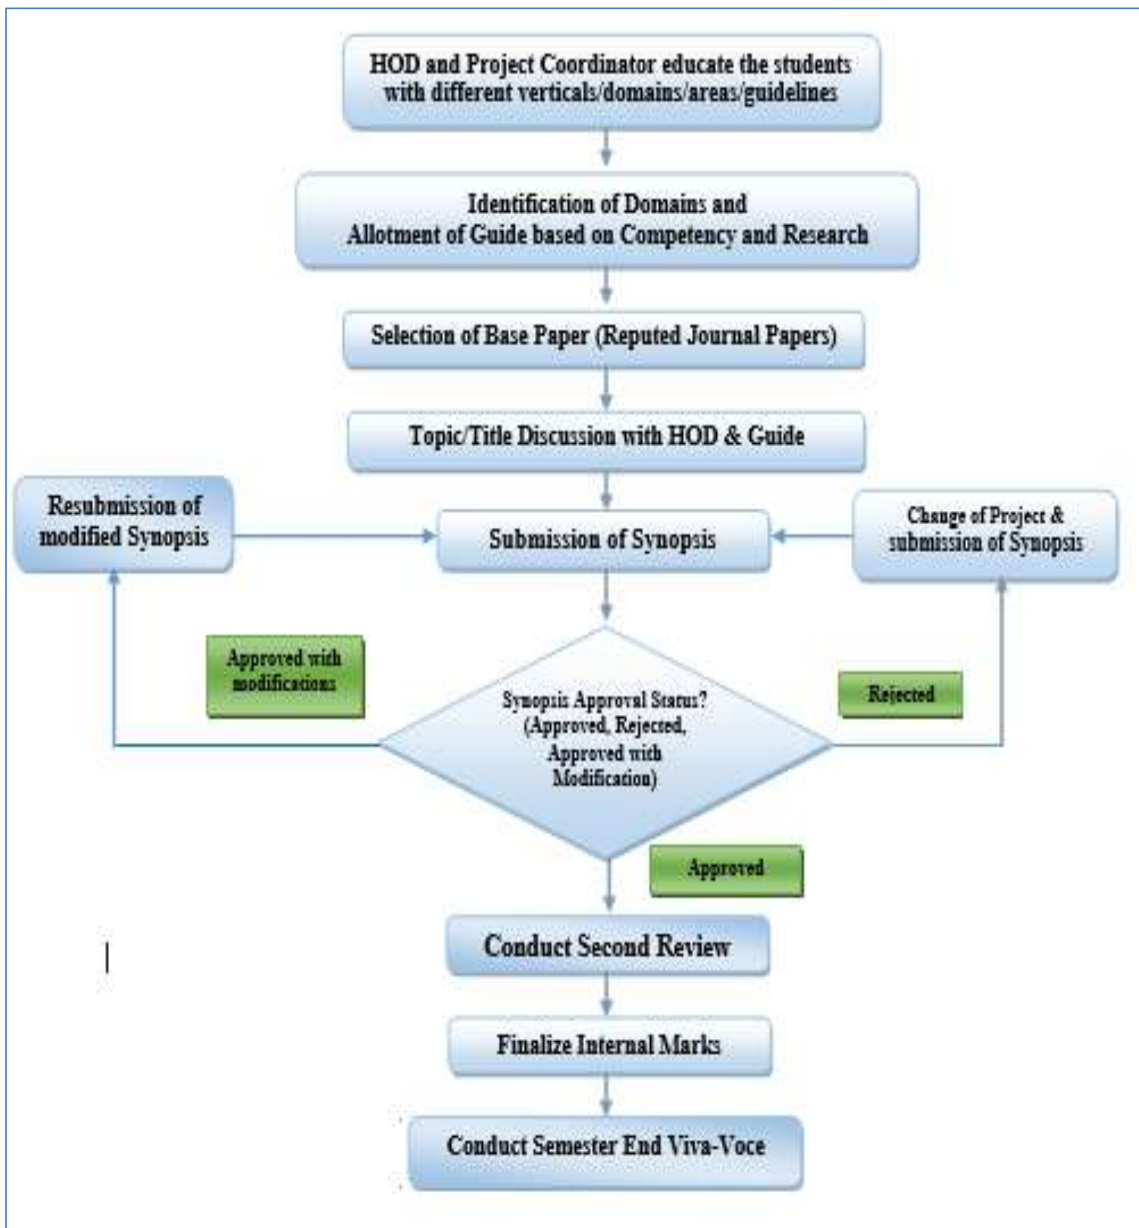 HOD and Project Coordinator educate the students
with different verticals/domains/areas/guidelines
Identification of Domains and
Allotment of Guide based on Competency and Research
Selection of Base Paper (Reputed Journal Papers)
Topic/Title Discussion with HOD & Guide
Resubmission of
modified Synopsis
Submission of Synopsis
Change of Project &
submission of Synopsis
Approved with
modifications
Synopsis Approval Status?
(Approved, Rejected,
Approved with
Modification)
Rejected
Approved
Conduct Second Review
Finalize Internal Marks
Conduct Semester End Viva-Voce